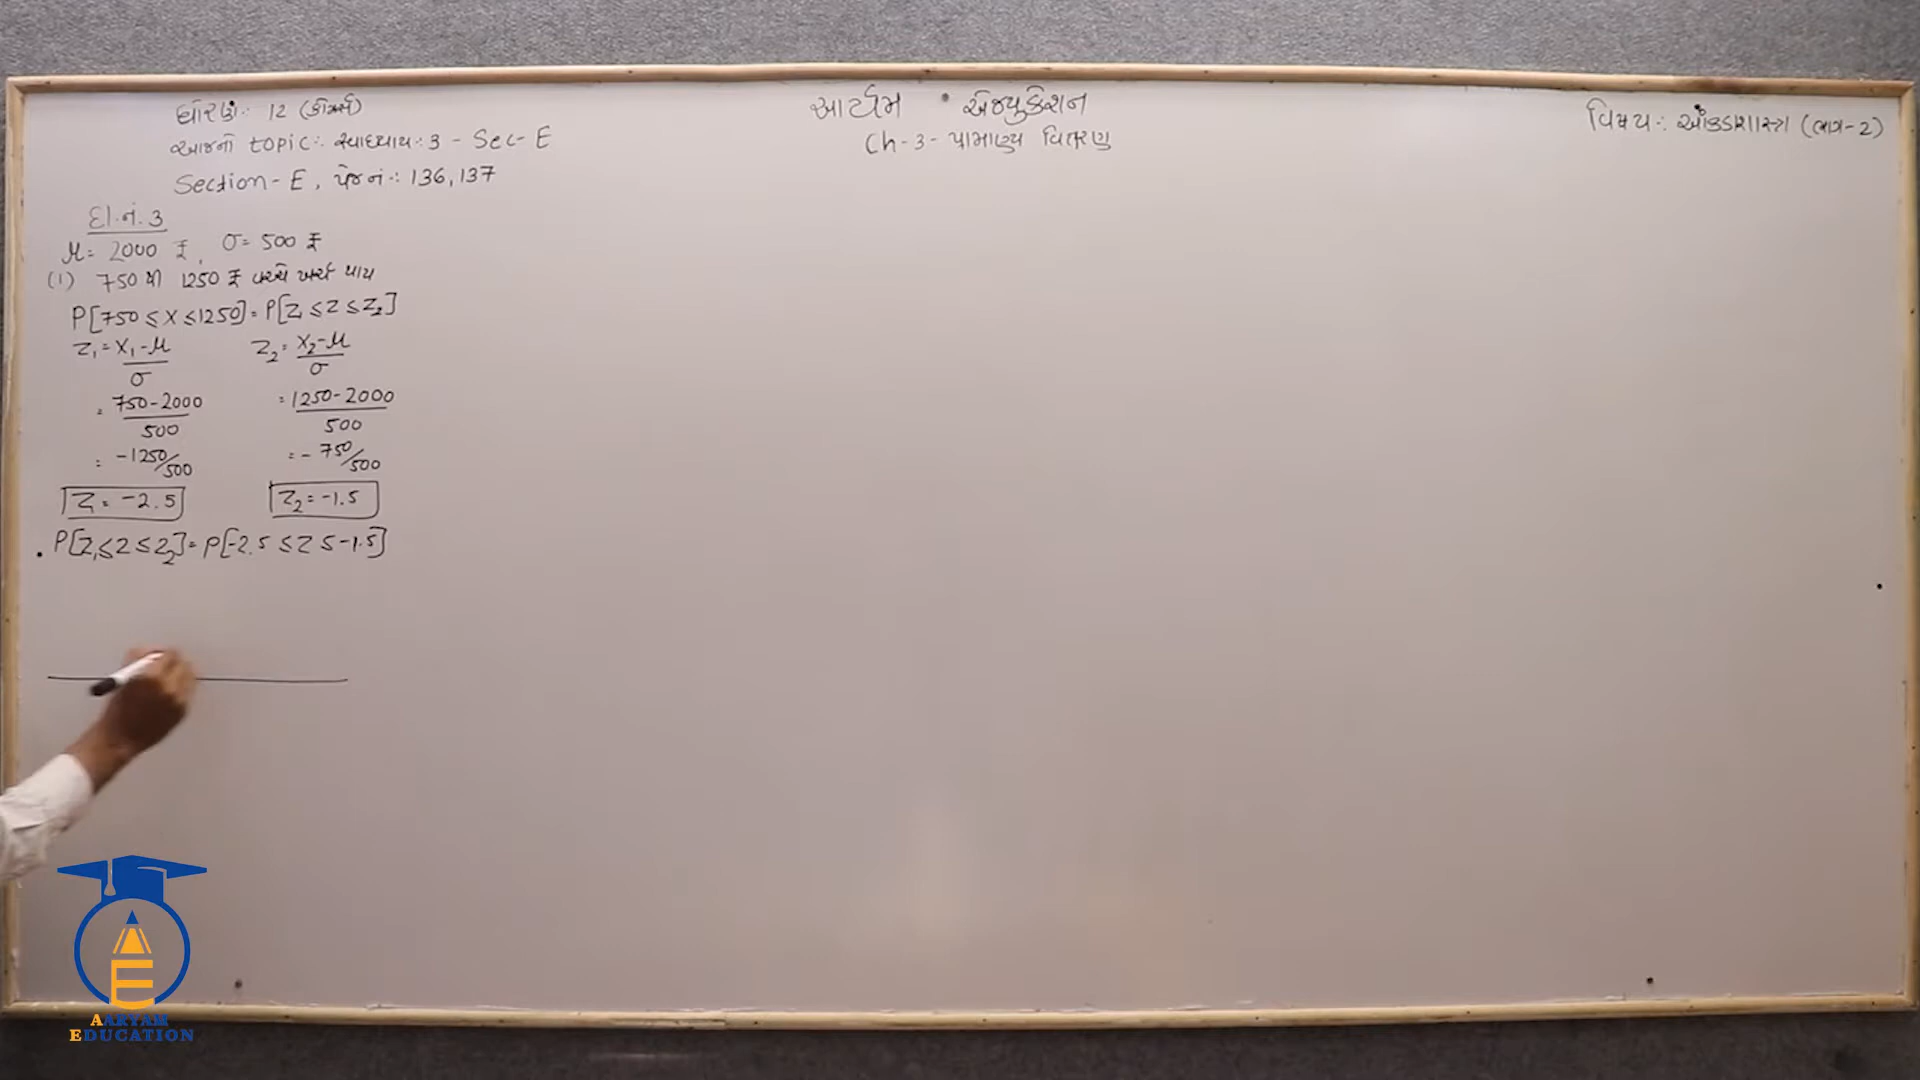 ધોરણ :- 12 (કોમર્સ)
આજનો topic :- સ્વાધ્યાય : 3 - Sec-E
Section-E, પેજ નં :- 136,137
આર્યમ એજ્યુકેશન
Ch-3- પ્રામાણ્ય વિતરણ
વિષય :- આંકડાશાસ્ત્ર (ભાગ-2)
દા.નં. 3
μ = 2000 ₹, σ = 500 ₹
(1) 750 થી 1250 ₹ વચ્ચે ખર્ચ થાય
P[750 ≤ X ≤ 1250] = P[Z₁ ≤ Z ≤ Z₂]
Z₁ = X₁-μ / σ
= 750-2000 / 500
= -1250/500
Z₁ = -2.5
Z₂ = X₂-μ / σ
= 1250-2000 / 500
= -750/500
Z₂ = -1.5
P[Z₁ ≤ Z ≤ Z₂] = P[-2.5 ≤ Z ≤ -1.5]
AARYAM
EDUCATION